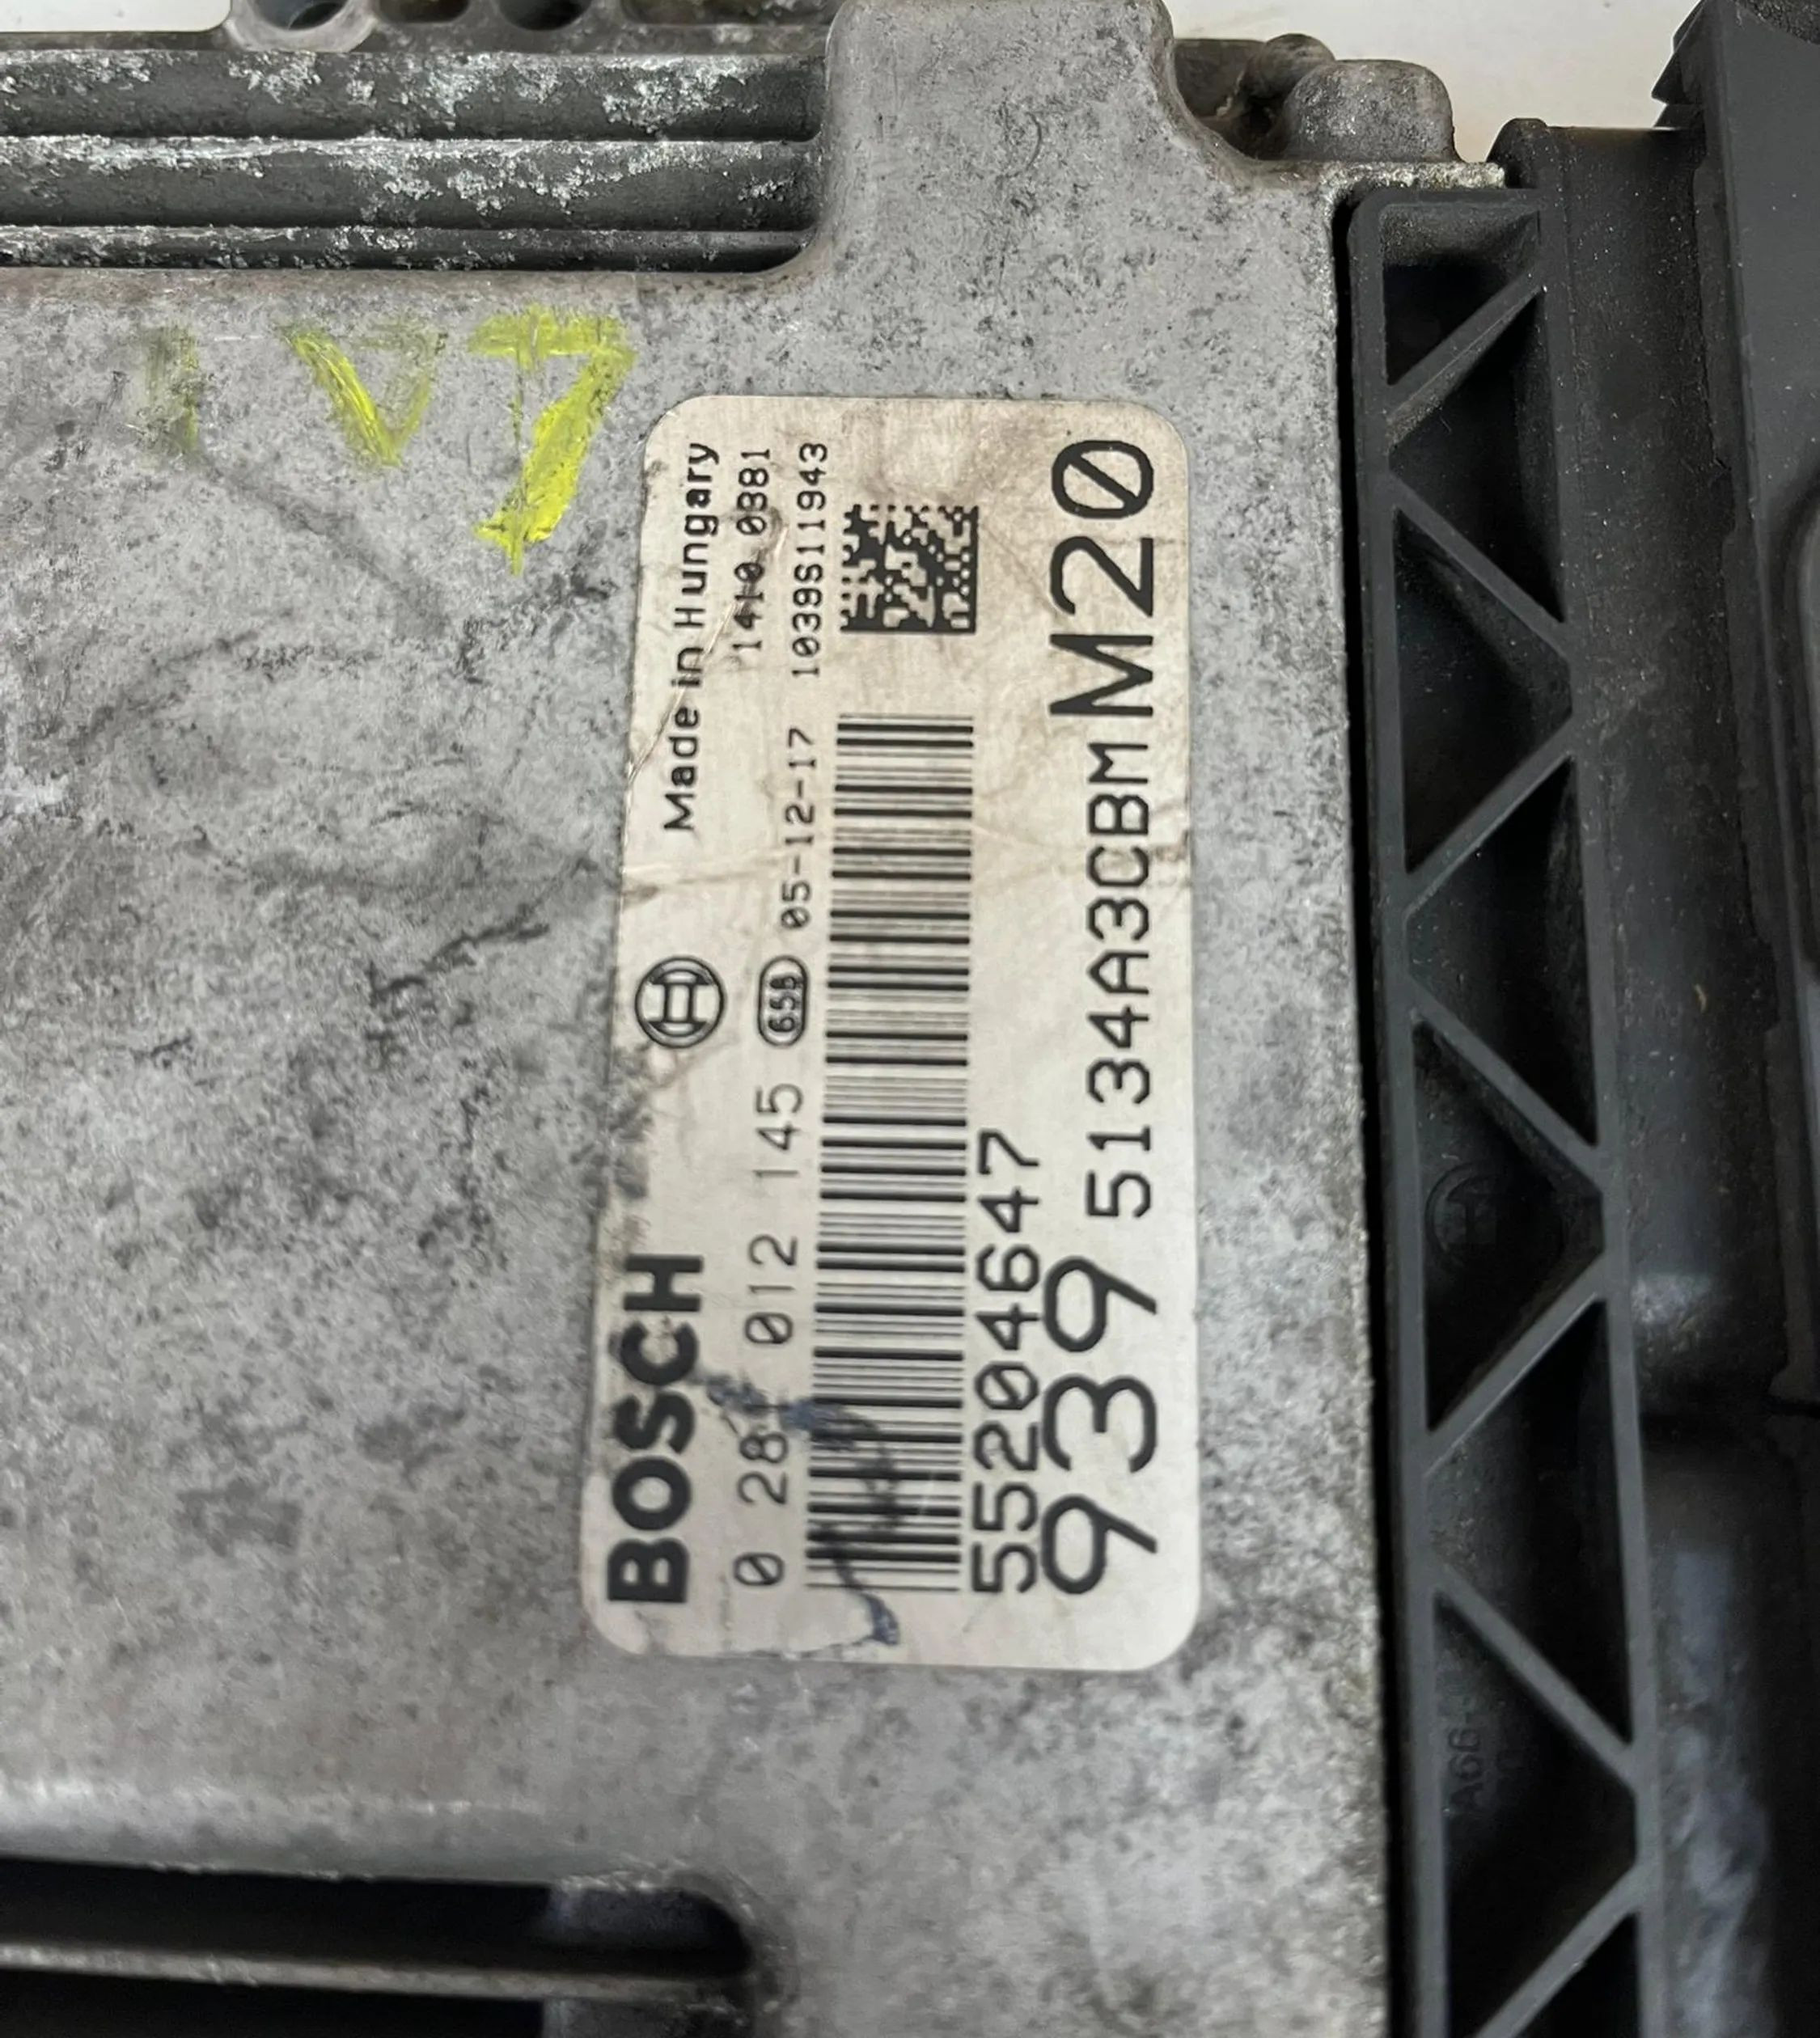 1V7
BOSCH
Made in Hungary
0 281 012 145
658
05-12-17
1410 0381
1039S11943
55204647
939 5134A3CBM M20